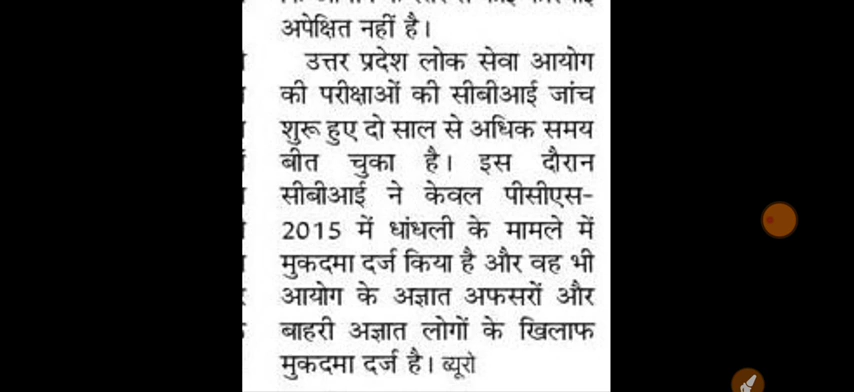 अपेक्षित नहीं है।
उत्तर प्रदेश लोक सेवा आयोग
की परीक्षाओं की सीबीआई जांच
शुरू हुए दो साल से अधिक समय
बीत चुका है। इस दौरान
सीबीआई ने केवल पीसीएस-
2015 में धांधली के मामले में
मुकदमा दर्ज किया है और वह भी
आयोग के अज्ञात अफसरों और
बाहरी अज्ञात लोगों के खिलाफ
मुकदमा दर्ज है। ब्यूरो